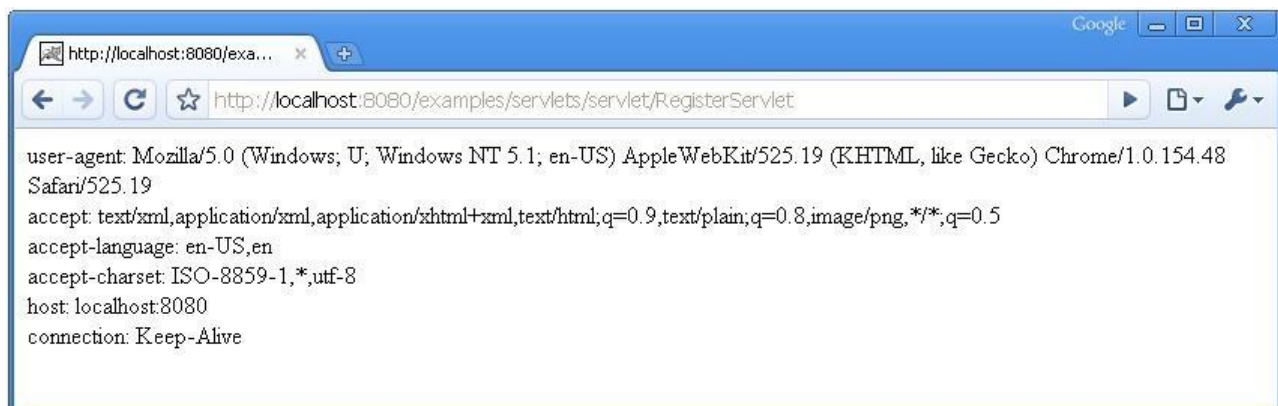 Google
http://localhost:8080/exa...
http://localhost:8080/examples/servlets/servlet/RegisterServlet
user-agent: Mozilla/5.0 (Windows; U; Windows NT 5.1; en-US) AppleWebKit/525.19 (KHTML, like Gecko) Chrome/1.0.154.48
Safari/525.19
accept: text/xml,application/xml,application/xhtml+xml,text/html;q=0.9,text/plain;q=0.8,image/png,*/*;q=0.5
accept-language: en-US,en
accept-charset: ISO-8859-1,*,utf-8
host: localhost:8080
connection: Keep-Alive